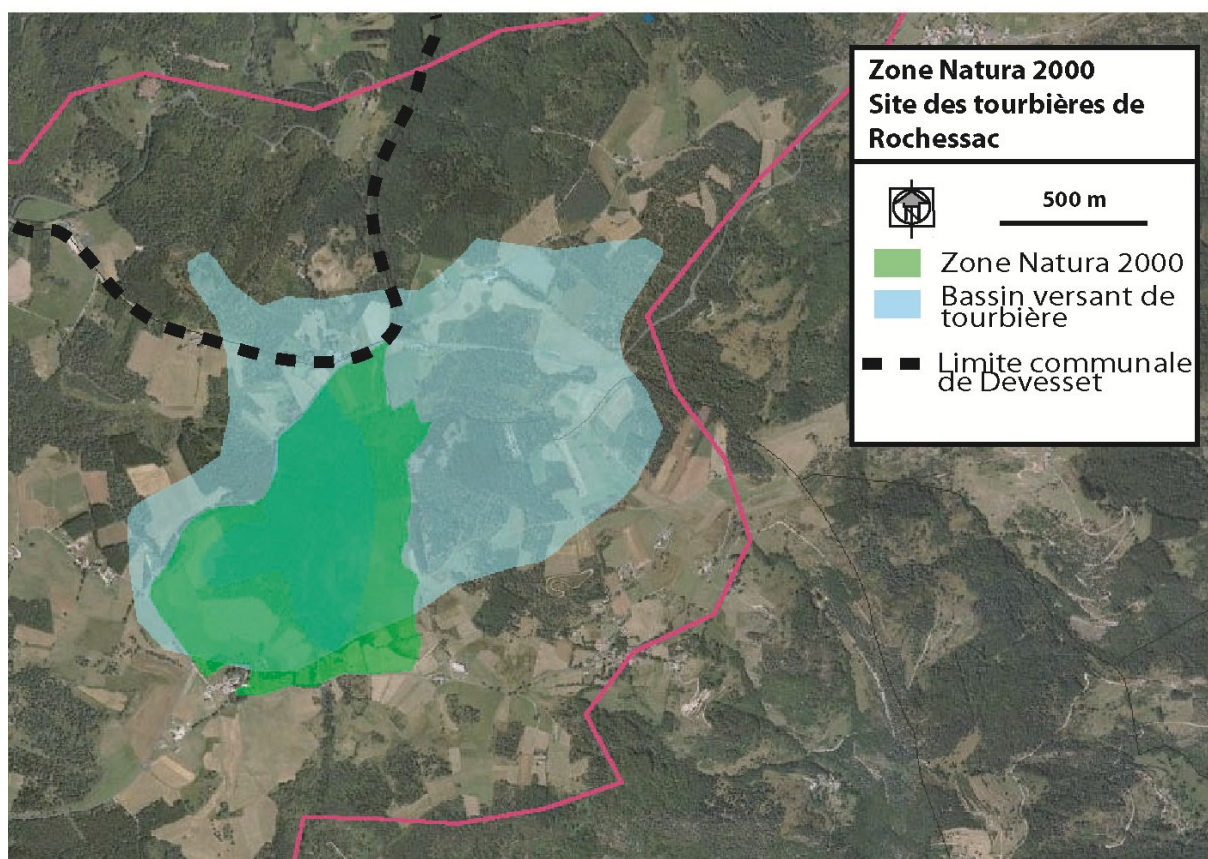 Zone Natura 2000
Site des tourbières de
Rochessac
N
500 m
Zone Natura 2000
Bassin versant de
tourbière
Limite communale
de Devesset